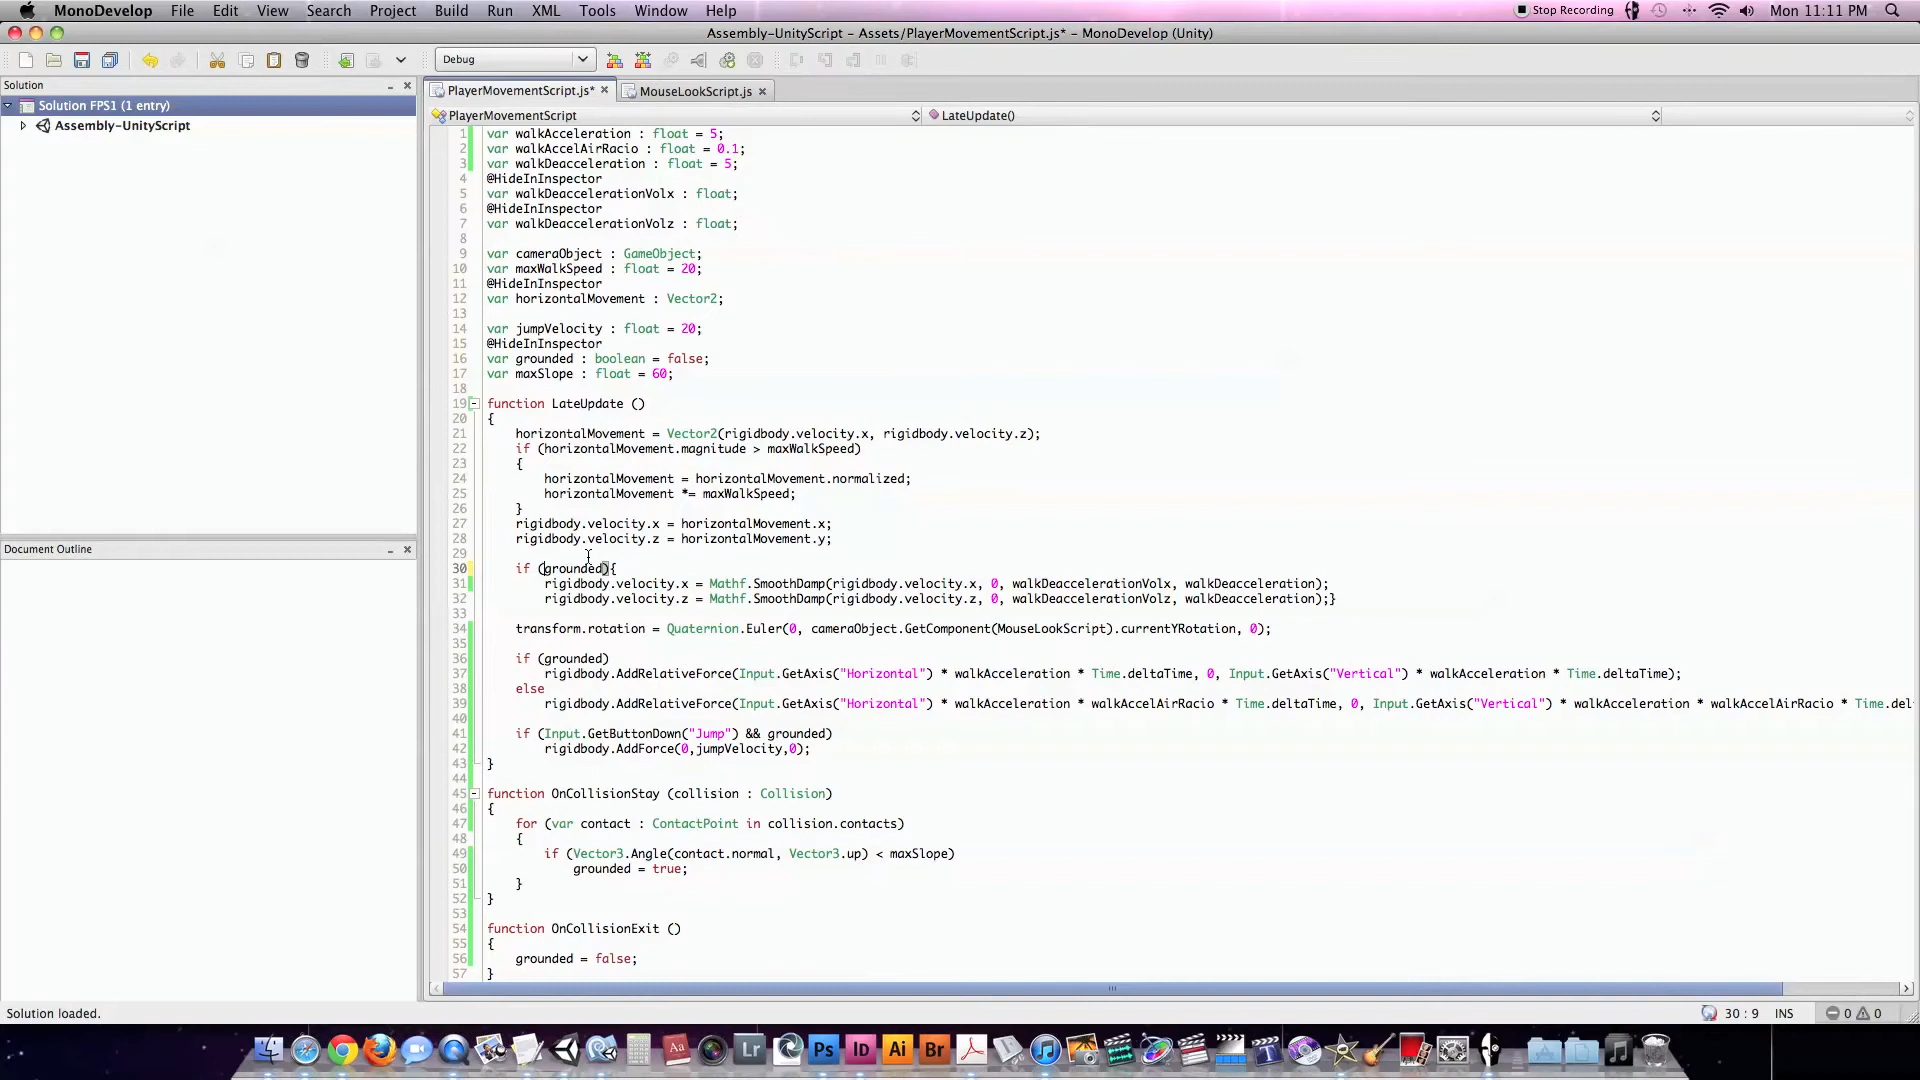 MonoDevelop File Edit View Search Project Build Run XML Tools Window Help Stop Recording Mon 11:11 PM
Assembly-UnityScript - Assets/PlayerMovementScript.js* - MonoDevelop (Unity)
Debug
Solution
PlayerMovementScript.js* MouseLookScript.js
Solution FPS1 (1 entry)
Assembly-UnityScript
PlayerMovementScript LateUpdate()
1 var walkAcceleration : float = 5;
2 var walkAccelAirRacio : float = 0.1;
3 var walkDeacceleration : float = 5;
4 @HideInInspector
5 var walkDeaccelerationVolx : float;
6 @HideInInspector
7 var walkDeaccelerationVolz : float;
8
9 var cameraObject : GameObject;
10 var maxWalkSpeed : float = 20;
11 @HideInInspector
12 var horizontalMovement : Vector2;
13
14 var jumpVelocity : float = 20;
15 @HideInInspector
16 var grounded : boolean = false;
17 var maxSlope : float = 60;
18
19 function LateUpdate ()
20 {
21 horizontalMovement = Vector2(rigidbody.velocity.x, rigidbody.velocity.z);
22 if (horizontalMovement.magnitude > maxWalkSpeed)
23 {
24 horizontalMovement = horizontalMovement.normalized;
25 horizontalMovement *= maxWalkSpeed;
26 }
27 rigidbody.velocity.x = horizontalMovement.x;
28 rigidbody.velocity.z = horizontalMovement.y;
29
30 if (grounded){
31 rigidbody.velocity.x = Mathf.SmoothDamp(rigidbody.velocity.x, 0, walkDeaccelerationVolx, walkDeacceleration);
32 rigidbody.velocity.z = Mathf.SmoothDamp(rigidbody.velocity.z, 0, walkDeaccelerationVolz, walkDeacceleration);}
33
34 transform.rotation = Quaternion.Euler(0, cameraObject.GetComponent(MouseLookScript).currentYRotation, 0);
35
36 if (grounded)
37 rigidbody.AddRelativeForce(Input.GetAxis("Horizontal") * walkAcceleration * Time.deltaTime, 0, Input.GetAxis("Vertical") * walkAcceleration * Time.deltaTime);
38 else
39 rigidbody.AddRelativeForce(Input.GetAxis("Horizontal") * walkAcceleration * walkAccelAirRacio * Time.deltaTime, 0, Input.GetAxis("Vertical") * walkAcceleration * walkAccelAirRacio * Time.del
40
41 if (Input.GetButtonDown("Jump") && grounded)
42 rigidbody.AddForce(0,jumpVelocity,0);
43 }
44
45 function OnCollisionStay (collision : Collision)
46 {
47 for (var contact : ContactPoint in collision.contacts)
48 {
49 if (Vector3.Angle(contact.normal, Vector3.up) < maxSlope)
50 grounded = true;
51 }
52 }
53
54 function OnCollisionExit ()
55 {
56 grounded = false;
57 }
Document Outline
Solution loaded. 30 : 9 INS 0 0
Aa Lr Ps Id Ai Br T